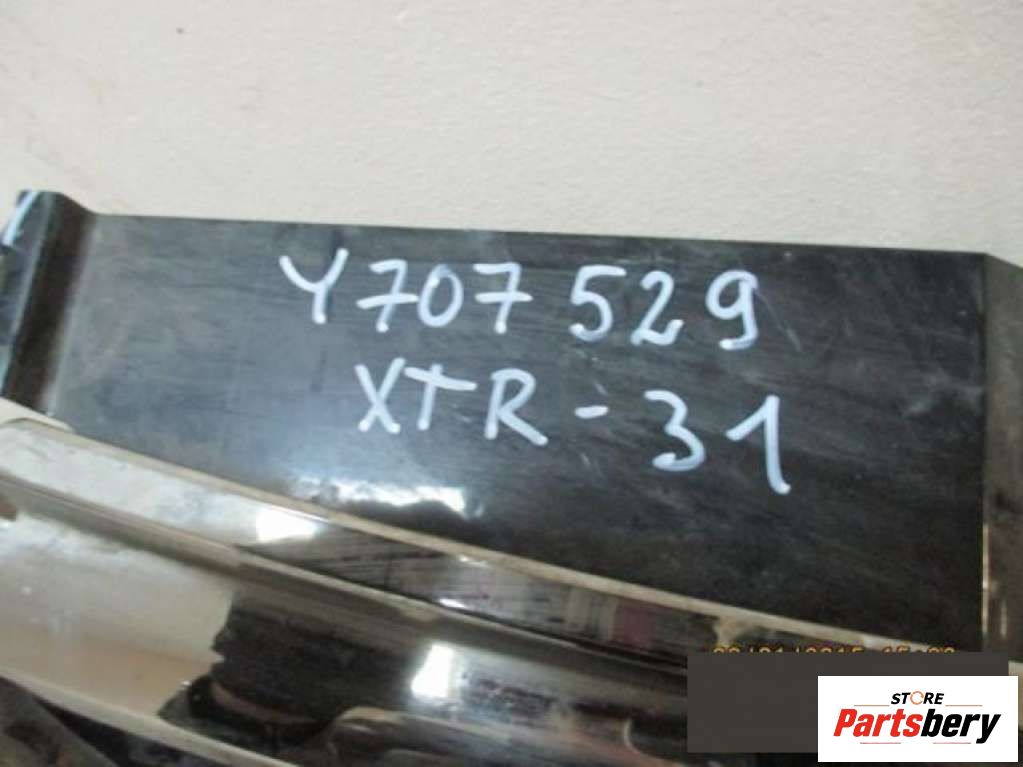 Y707 529
XTR-31
STORE
Partsbery